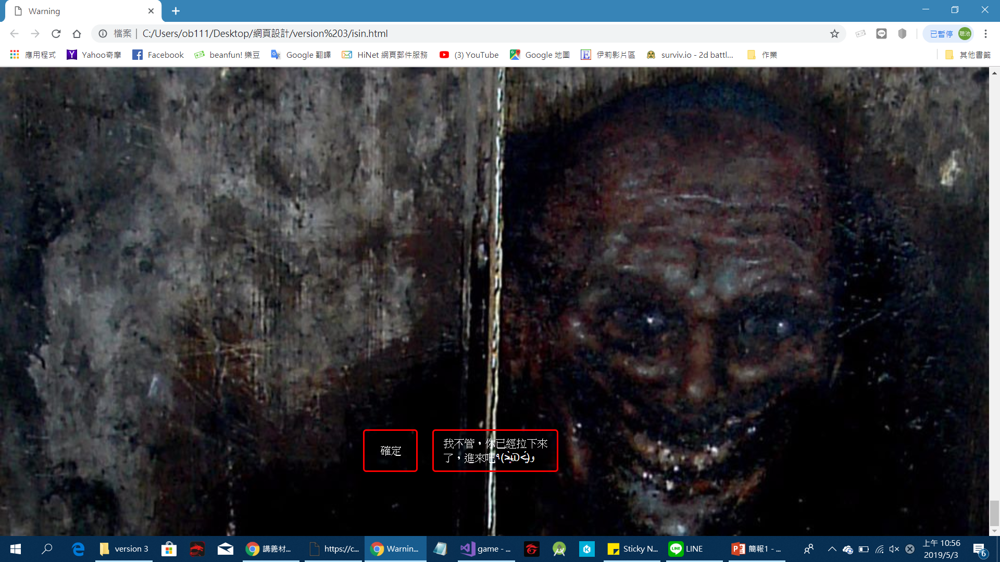 Warning
檔案
C:/Users/ob111/Desktop/網頁設計/version%203/isin.html
已暫停
聰池
應用程式
Yahoo奇摩
Facebook
beanfun! 樂豆
Google 翻譯
HiNet 網頁郵件服務
(3) YouTube
Google 地圖
伊莉影片區
surviv.io - 2d battl...
作業
其他書籤
確定
我不管，你已經拉下來
了，進來吧٩(⋟﹏⋞)و
version 3
講義材...
https://c...
Warnin...
game - ...
Sticky N...
LINE
簡報1 - ...
上午 10:56
2019/5/3
6